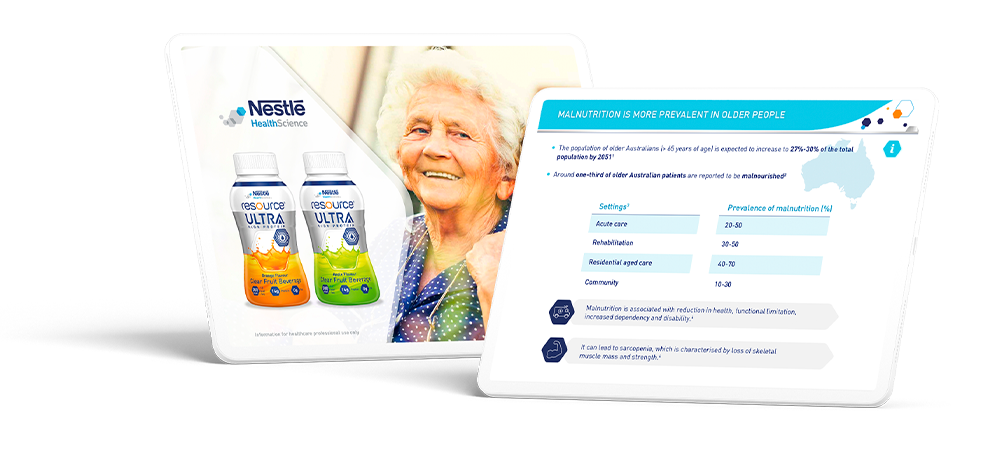 Nestlé
HealthScience
Nestlé
resource
ULTRA
HIGH PROTEIN
Orange Flavour
Clear Fruit Beverage
Nestlé
resource
ULTRA
HIGH PROTEIN
Apple Flavour
Clear Fruit Beverage
Information for healthcare professional use only
MALNUTRITION IS MORE PREVALENT IN OLDER PEOPLE
• The population of older Australians (> 65 years of age) is expected to increase to 27%-30% of the total
population by 2051¹
i
• Around one-third of older Australian patients are reported to be malnourished²
Settings³ Prevalence of malnutrition (%)
Acute care 20-50
Rehabilitation 30-50
Residential aged care 40-70
Community 10-30
Malnutrition is associated with reduction in health, functional limitation,
increased dependency and disability.⁴
It can lead to sarcopenia, which is characterised by loss of skeletal
muscle mass and strength.⁴